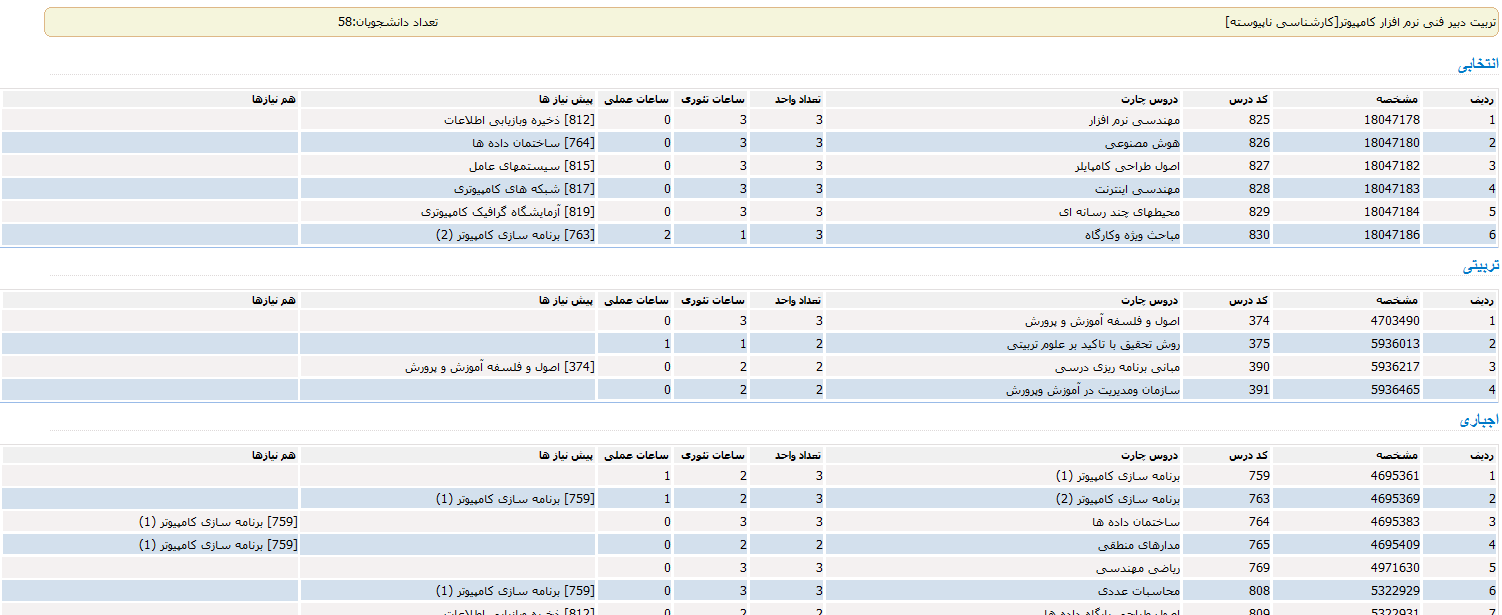 تربیت دبیر فنی نرم افزار کامپیوتر[کارشناسی ناپیوسته] تعداد دانشجویان:58
انتخابی
ردیف مشخصه کد درس دروس چارت تعداد واحد ساعات تئوری ساعات عملی پیش نیاز ها هم نیازها
1 18047178 825 مهندسی نرم افزار 3 3 0 [812] ذخیره وبازیابی اطلاعات
2 18047180 826 هوش مصنوعی 3 3 0 [764] ساختمان داده ها
3 18047182 827 اصول طراحی کامپایلر 3 3 0 [815] سیستمهای عامل
4 18047183 828 مهندسی اینترنت 3 3 0 [817] شبکه های کامپیوتری
5 18047184 829 محیطهای چند رسانه ای 3 3 0 [819] آزمایشگاه گرافیک کامپیوتری
6 18047186 830 مباحث ویژه وکارگاه 3 1 2 [763] برنامه سازی کامپیوتر (2)
تربیتی
ردیف مشخصه کد درس دروس چارت تعداد واحد ساعات تئوری ساعات عملی پیش نیاز ها هم نیازها
1 4703490 374 اصول و فلسفه آموزش و پرورش 3 3 0
2 5936013 375 روش تحقیق با تاکید بر علوم تربیتی 2 1 1
3 5936217 390 مبانی برنامه ریزی درسی 2 2 0 [374] اصول و فلسفه آموزش و پرورش
4 5936465 391 سازمان ومدیریت در آموزش وپرورش 2 2 0
اجباری
ردیف مشخصه کد درس دروس چارت تعداد واحد ساعات تئوری ساعات عملی پیش نیاز ها هم نیازها
1 4695361 759 برنامه سازی کامپیوتر (1) 3 2 1
2 4695369 763 برنامه سازی کامپیوتر (2) 3 2 1 [759] برنامه سازی کامپیوتر (1)
3 4695383 764 ساختمان داده ها 3 3 0 [759] برنامه سازی کامپیوتر (1)
4 4695409 765 مدارهای منطقی 2 2 0 [759] برنامه سازی کامپیوتر (1)
5 4971630 769 ریاضی مهندسی 3 3 0
6 5322929 808 محاسبات عددی 3 3 0 [759] برنامه سازی کامپیوتر (1)
7 5322931 809 اصول طراحی پایگاه داده ها 2 2 0 [812] ذخیره وبازیابی اطلاعات